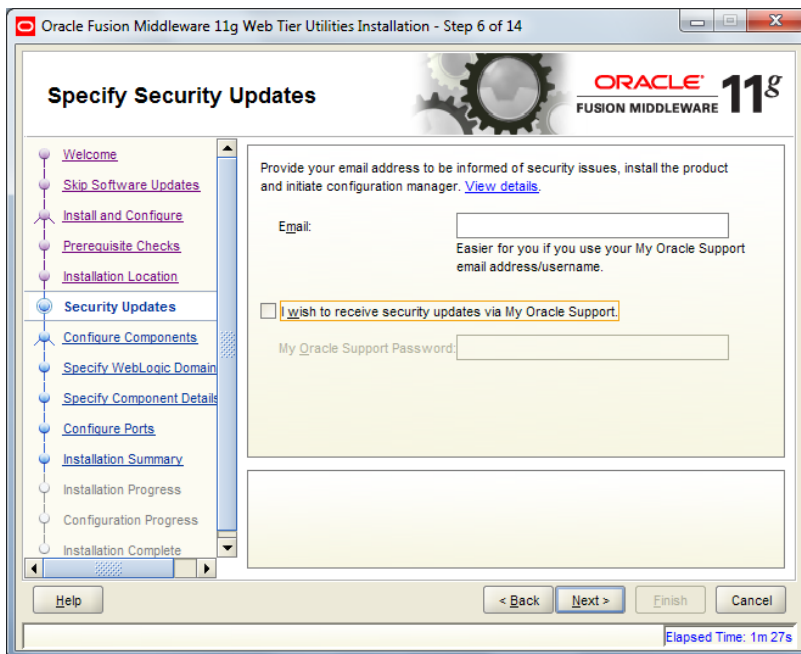 Oracle Fusion Middleware 11g Web Tier Utilities Installation - Step 6 of 14
Specify Security Updates
ORACLE
FUSION MIDDLEWARE 11g
Welcome
Skip Software Updates
Install and Configure
Prerequisite Checks
Installation Location
Security Updates
Configure Components
Specify WebLogic Domain
Specify Component Details
Configure Ports
Installation Summary
Installation Progress
Configuration Progress
Installation Complete
Provide your email address to be informed of security issues, install the product
and initiate configuration manager. View details.
Email:
Easier for you if you use your My Oracle Support
email address/username.
I wish to receive security updates via My Oracle Support.
My Oracle Support Password:
Help
< Back
Next >
Finish
Cancel
Elapsed Time: 1m 27s